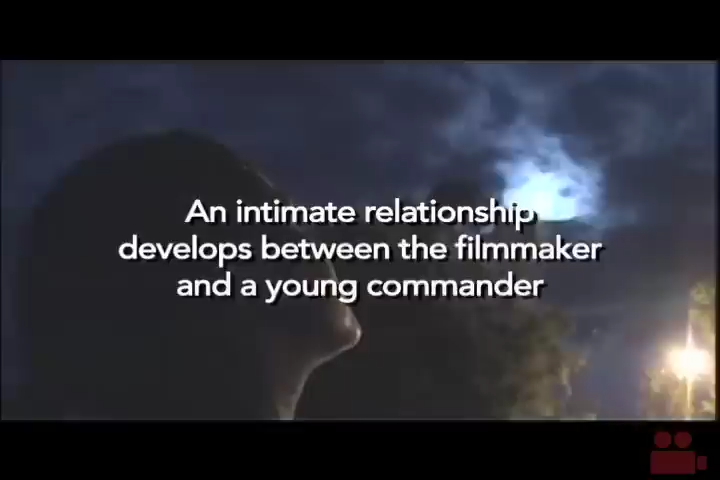 An intimate relationship
develops between the filmmaker
and a young commander